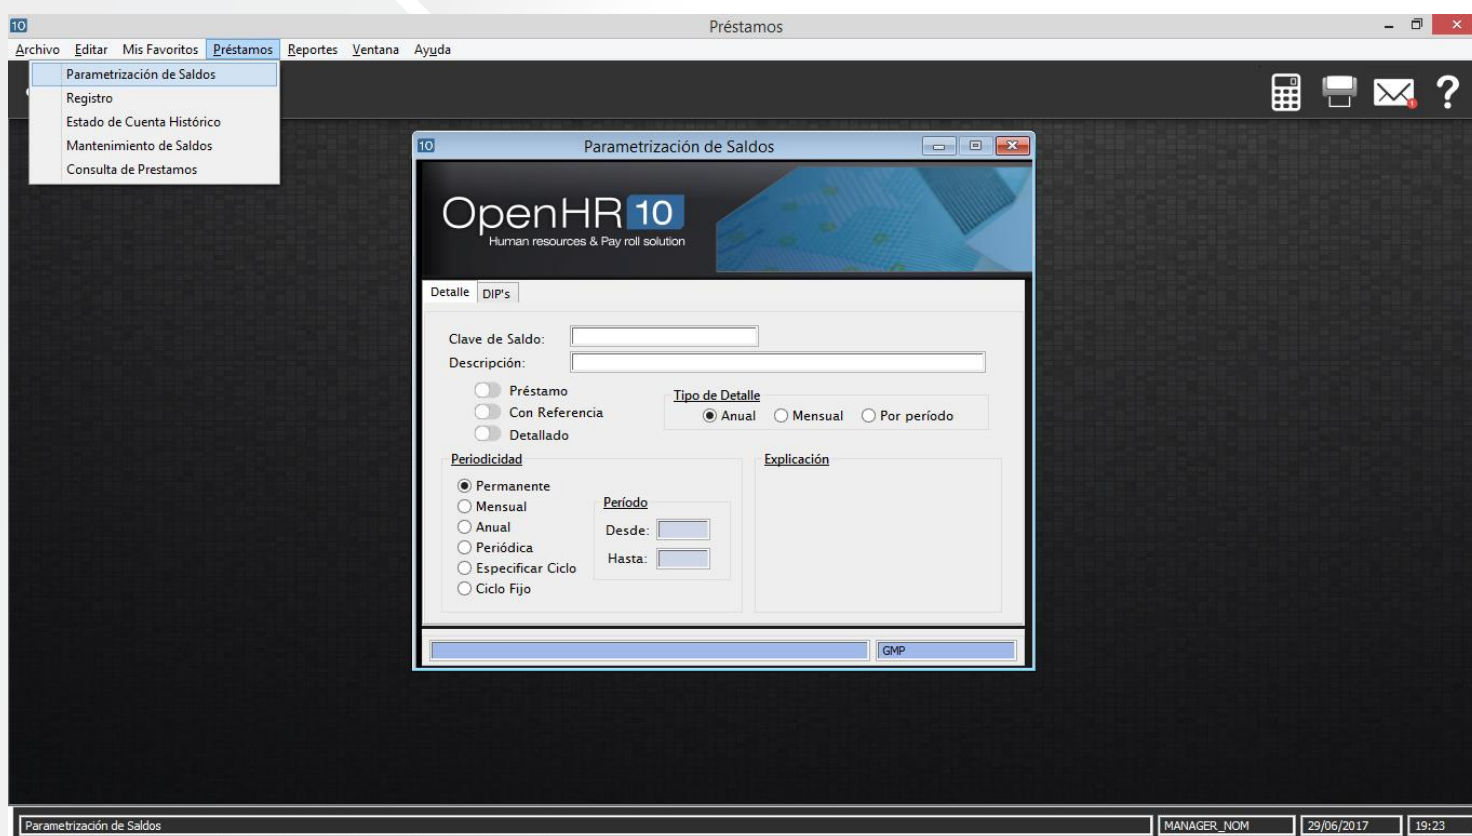 10
Préstamos
Archivo Editar Mis Favoritos Préstamos Reportes Ventana Ayuda
Parametrización de Saldos
Registro
Estado de Cuenta Histórico
Mantenimiento de Saldos
Consulta de Prestamos
1
10 Parametrización de Saldos
OpenHR 10
Human resources & Pay roll solution
Detalle DIP's
Clave de Saldo:
Descripción:
Préstamo
Con Referencia
Detallado
Tipo de Detalle
Anual Mensual Por período
Periodicidad
Permanente
Mensual
Anual
Periódica
Especificar Ciclo
Ciclo Fijo
Período
Desde:
Hasta:
Explicación
GMP
Parametrización de Saldos MANAGER_NOM 29/06/2017 19:23